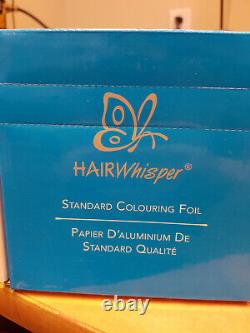 HAIRWhisper®
STANDARD COLOURING FOIL
PAPIER D'ALUMINIUM DE
STANDARD QUALITÉ